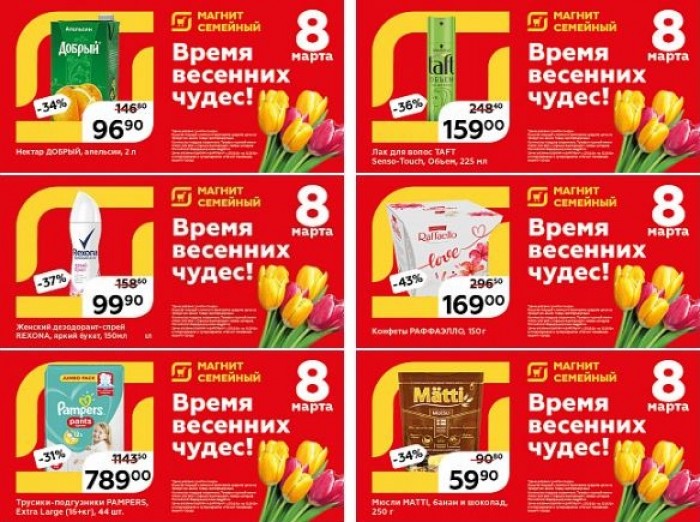 Апельсин
ДОБРЫЙ
-34%
146 60
96 90
Нектар ДОБРЫЙ, апельсин, 2 л
МАГНИТ
СЕМЕЙНЫЙ
8
марта
Время
весенних
чудес!
taft
-36%
248 40
159 00
Лак для волос TAFT
Senso-Touch, Объем, 225 мл
МАГНИТ
СЕМЕЙНЫЙ
8
марта
Время
весенних
чудес!
Rexona
-37%
158 60
99 90
Женский дезодорант-спрей
REXONA, яркий букет, 150мл
МАГНИТ
СЕМЕЙНЫЙ
8
марта
Время
весенних
чудес!
Raffaello
love
-43%
296 50
169 00
Конфеты РАФФАЭЛЛО, 150г
МАГНИТ
СЕМЕЙНЫЙ
8
марта
Время
весенних
чудес!
JUMBO PACK
Pampers
pants
-31%
1143 50
789 00
Трусики-подгузники PAMPERS,
Extra Large (16+кг), 44 шт.
МАГНИТ
СЕМЕЙНЫЙ
8
марта
Время
весенних
чудес!
Mätti
-34%
90 80
59 90
Мюсли MATTI, банан и шоколад,
250 г
МАГНИТ
СЕМЕЙНЫЙ
8
марта
Время
весенних
чудес!